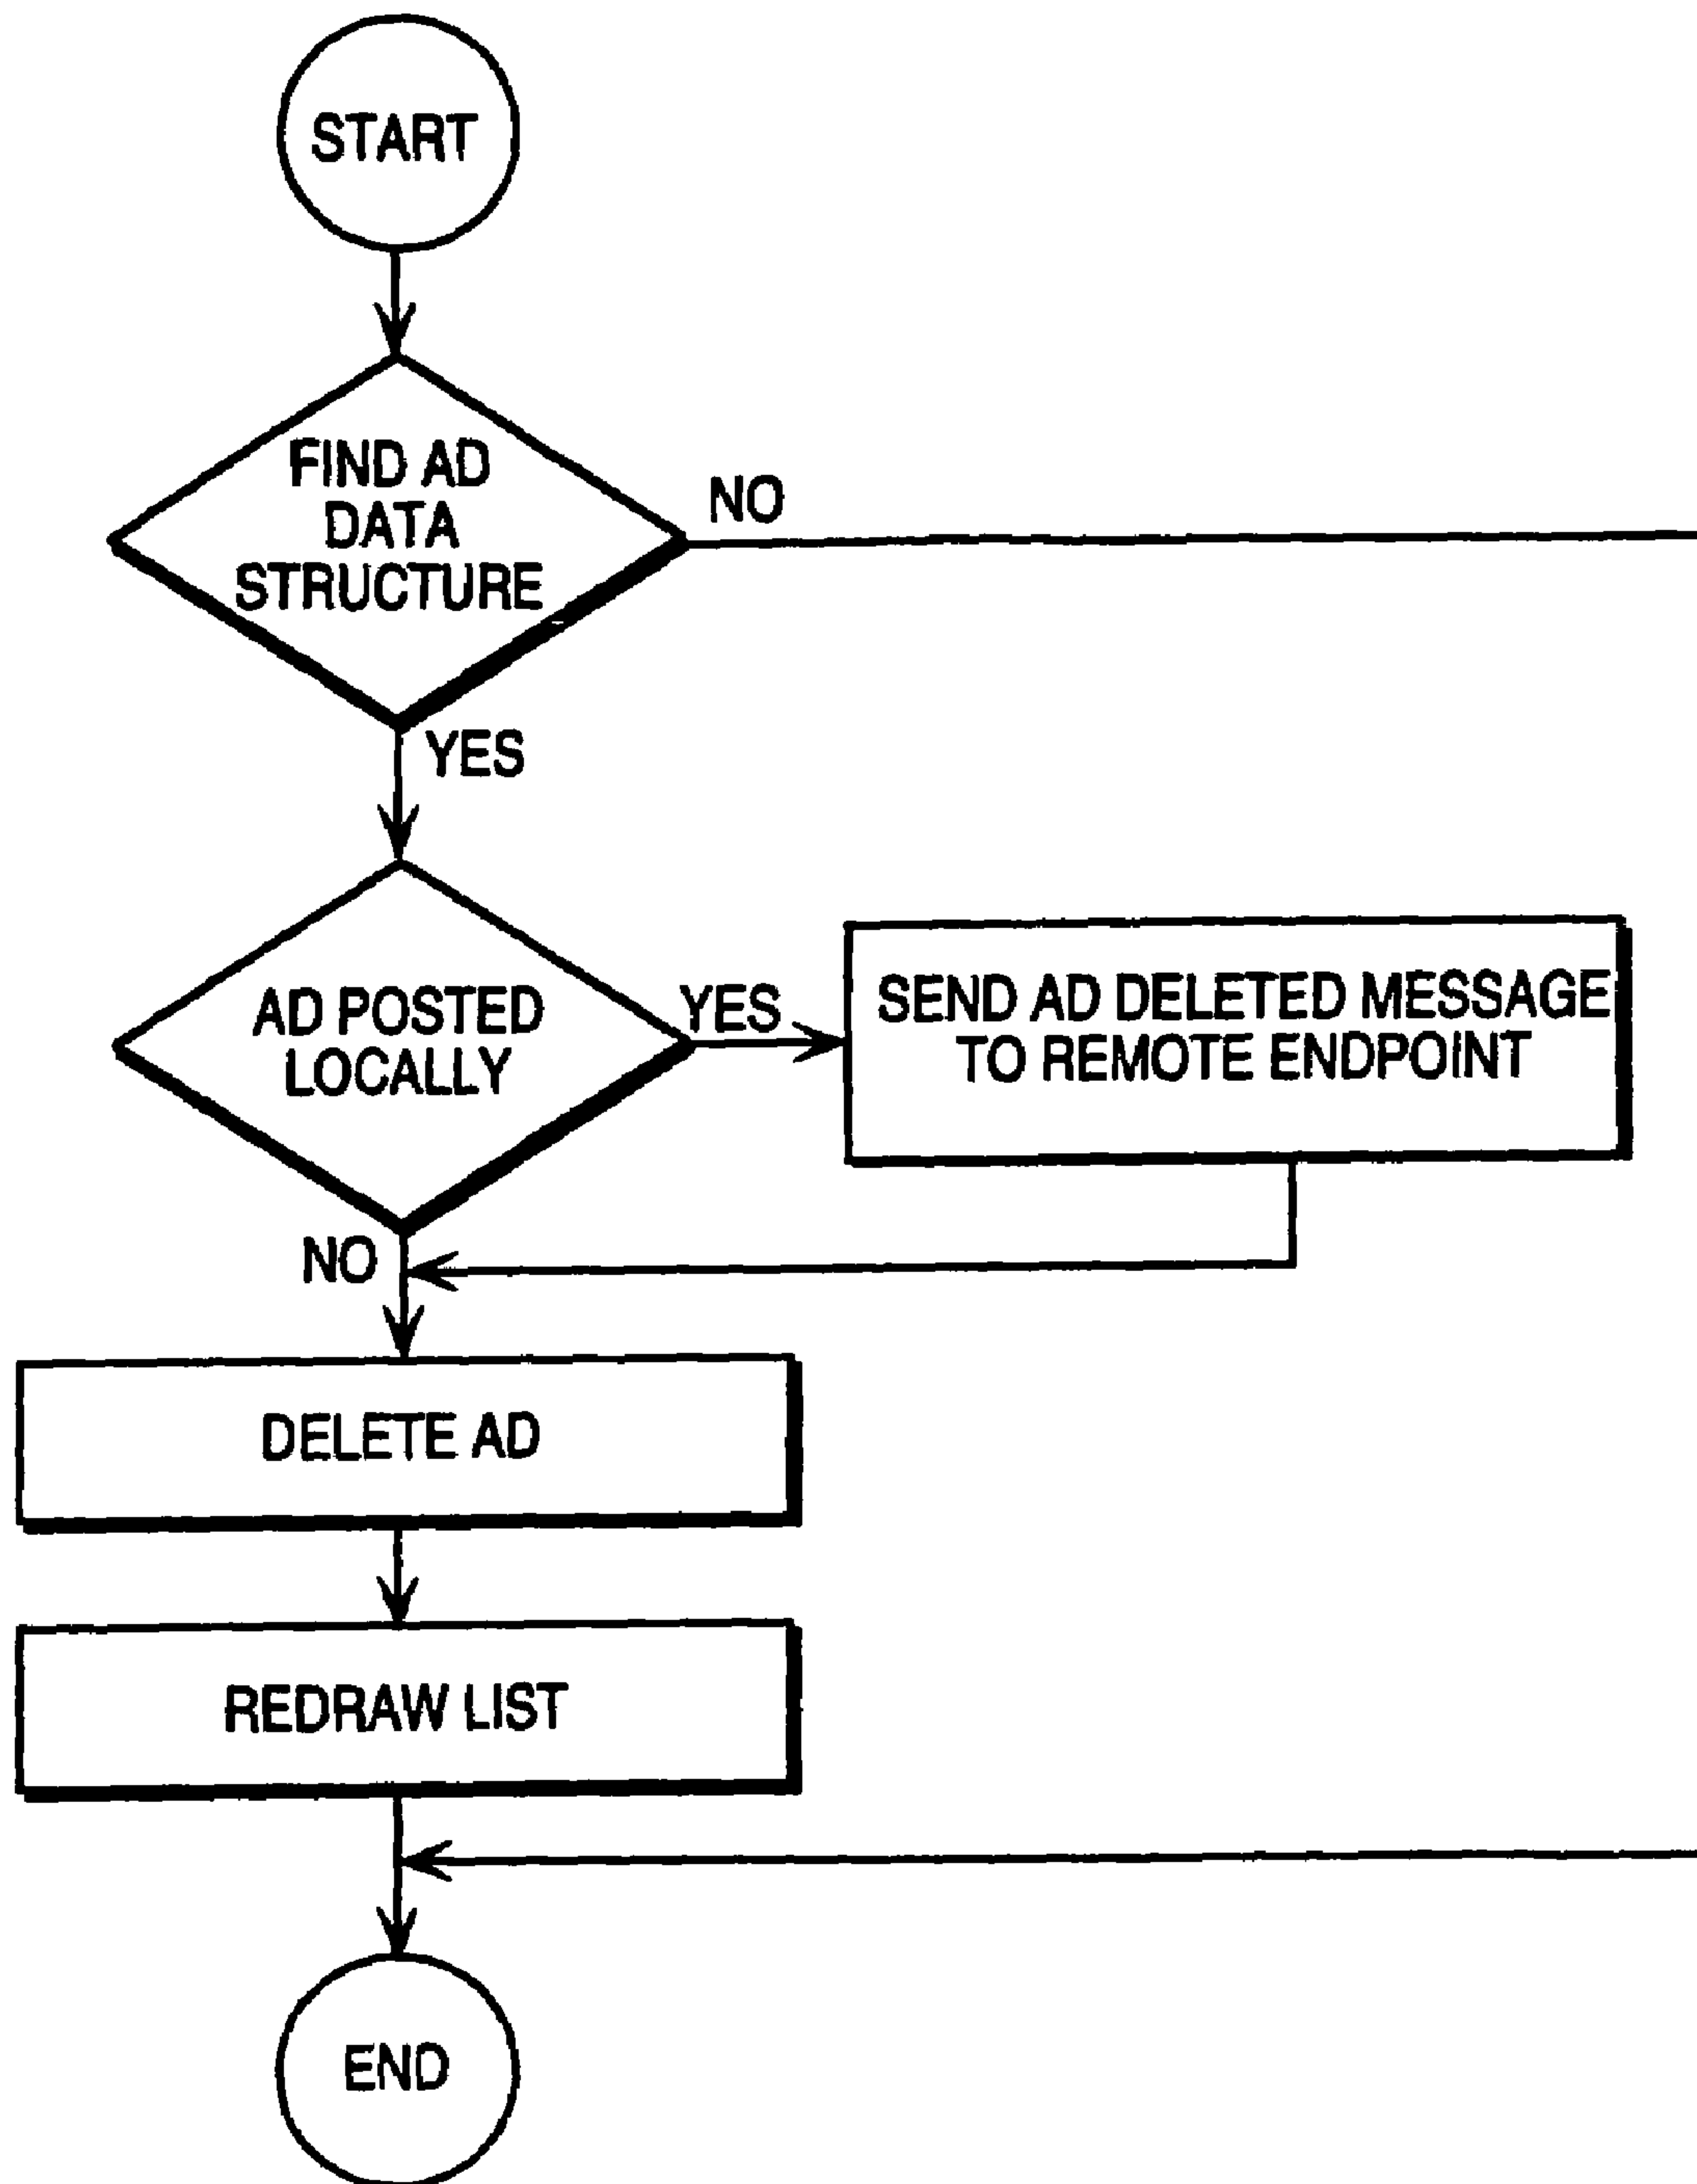 START
FIND AD
DATA
STRUCTURE
NO
YES
AD POSTED
LOCALLY
YES
SEND AD DELETED MESSAGE
TO REMOTE ENDPOINT
NO
DELETE AD
REDRAW LIST
END